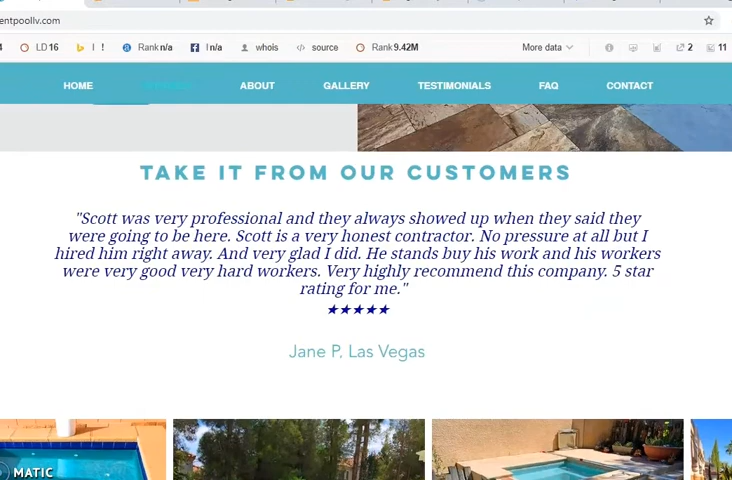 entpoollv.com
4 LD 16 I ! Rank n/a I n/a whois source Rank 9.42M More data 2 11
HOME ABOUT GALLERY TESTIMONIALS FAQ CONTACT
TAKE IT FROM OUR CUSTOMERS
"Scott was very professional and they always showed up when they said they
were going to be here. Scott is a very honest contractor. No pressure at all but I
hired him right away. And very glad I did. He stands buy his work and his workers
were very good very hard workers. Very highly recommend this company. 5 star
rating for me."
★★★★★
Jane P, Las Vegas
MATIC